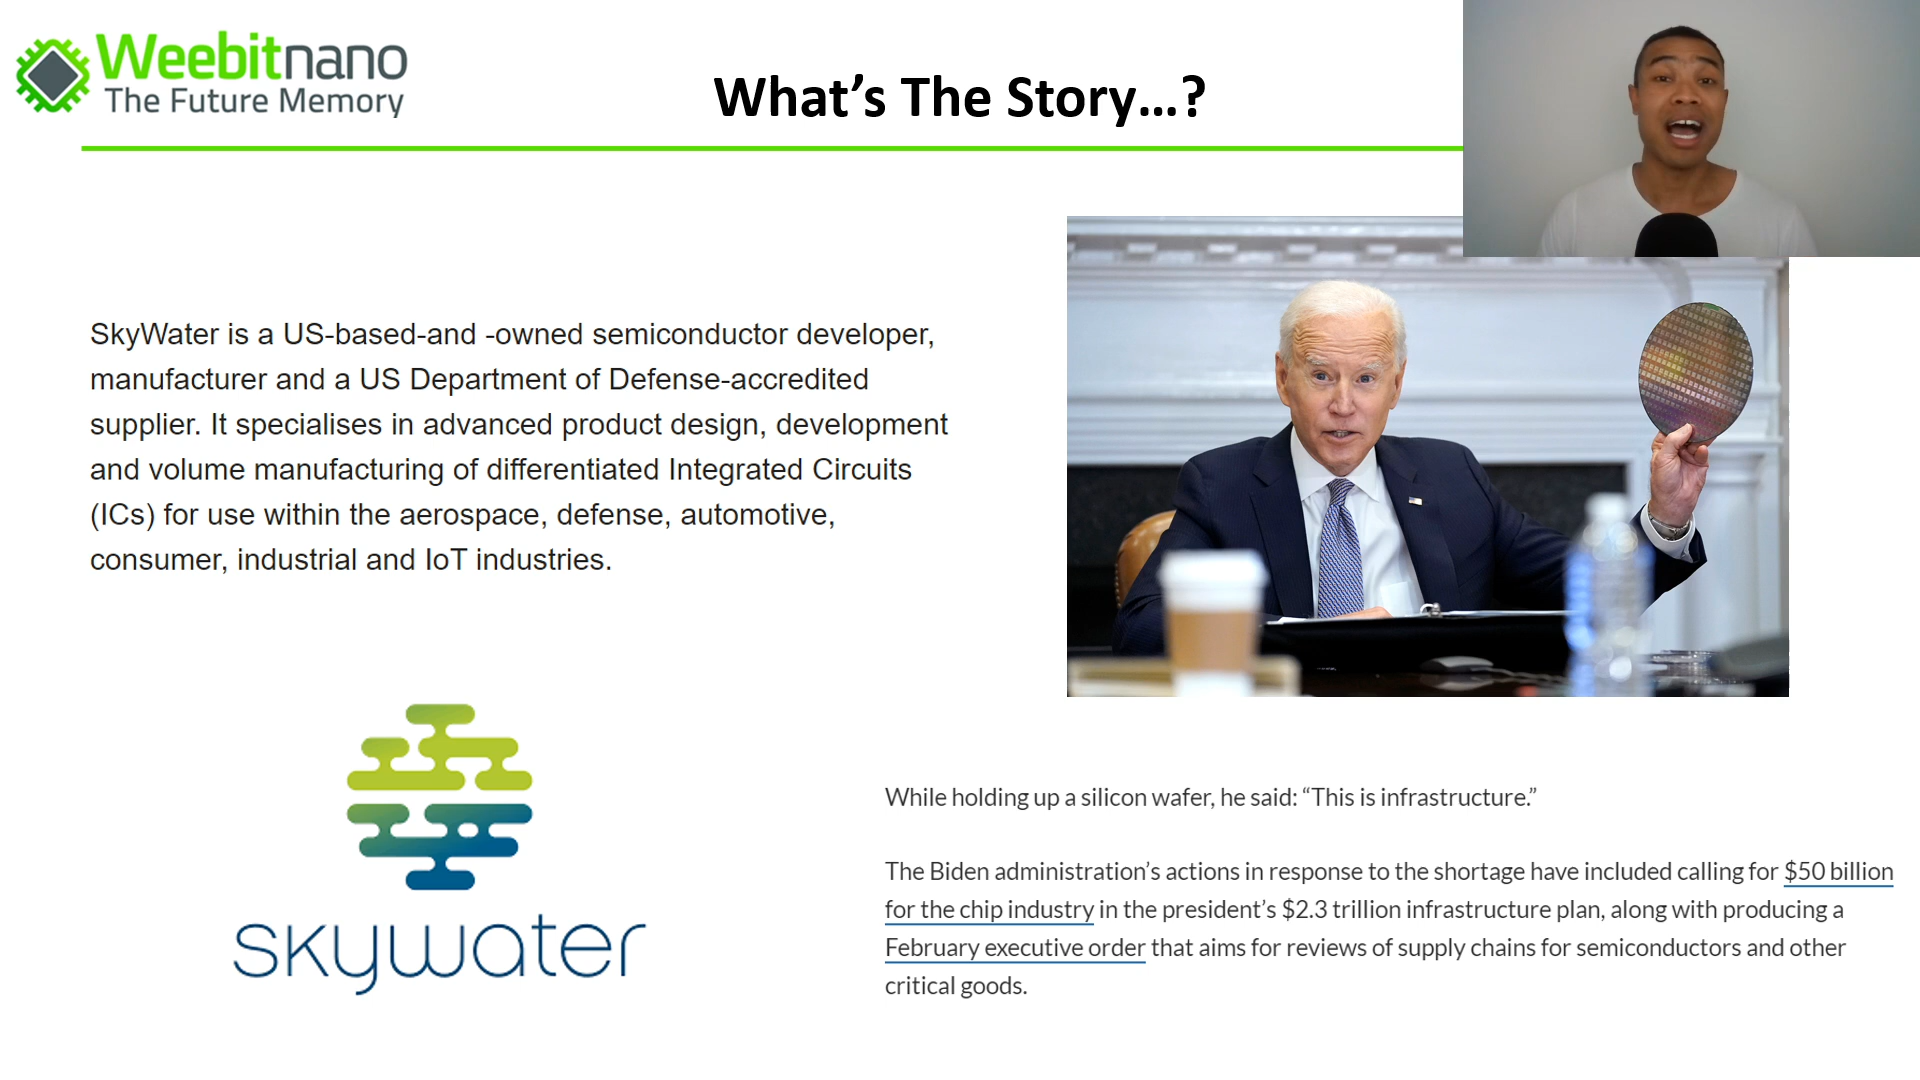 Weebitnano
The Future Memory
What’s The Story…?
SkyWater is a US-based-and -owned semiconductor developer,
manufacturer and a US Department of Defense-accredited
supplier. It specialises in advanced product design, development
and volume manufacturing of differentiated Integrated Circuits
(ICs) for use within the aerospace, defense, automotive,
consumer, industrial and IoT industries.
skywater
While holding up a silicon wafer, he said: “This is infrastructure.”
The Biden administration’s actions in response to the shortage have included calling for $50 billion
for the chip industry in the president’s $2.3 trillion infrastructure plan, along with producing a
February executive order that aims for reviews of supply chains for semiconductors and other
critical goods.